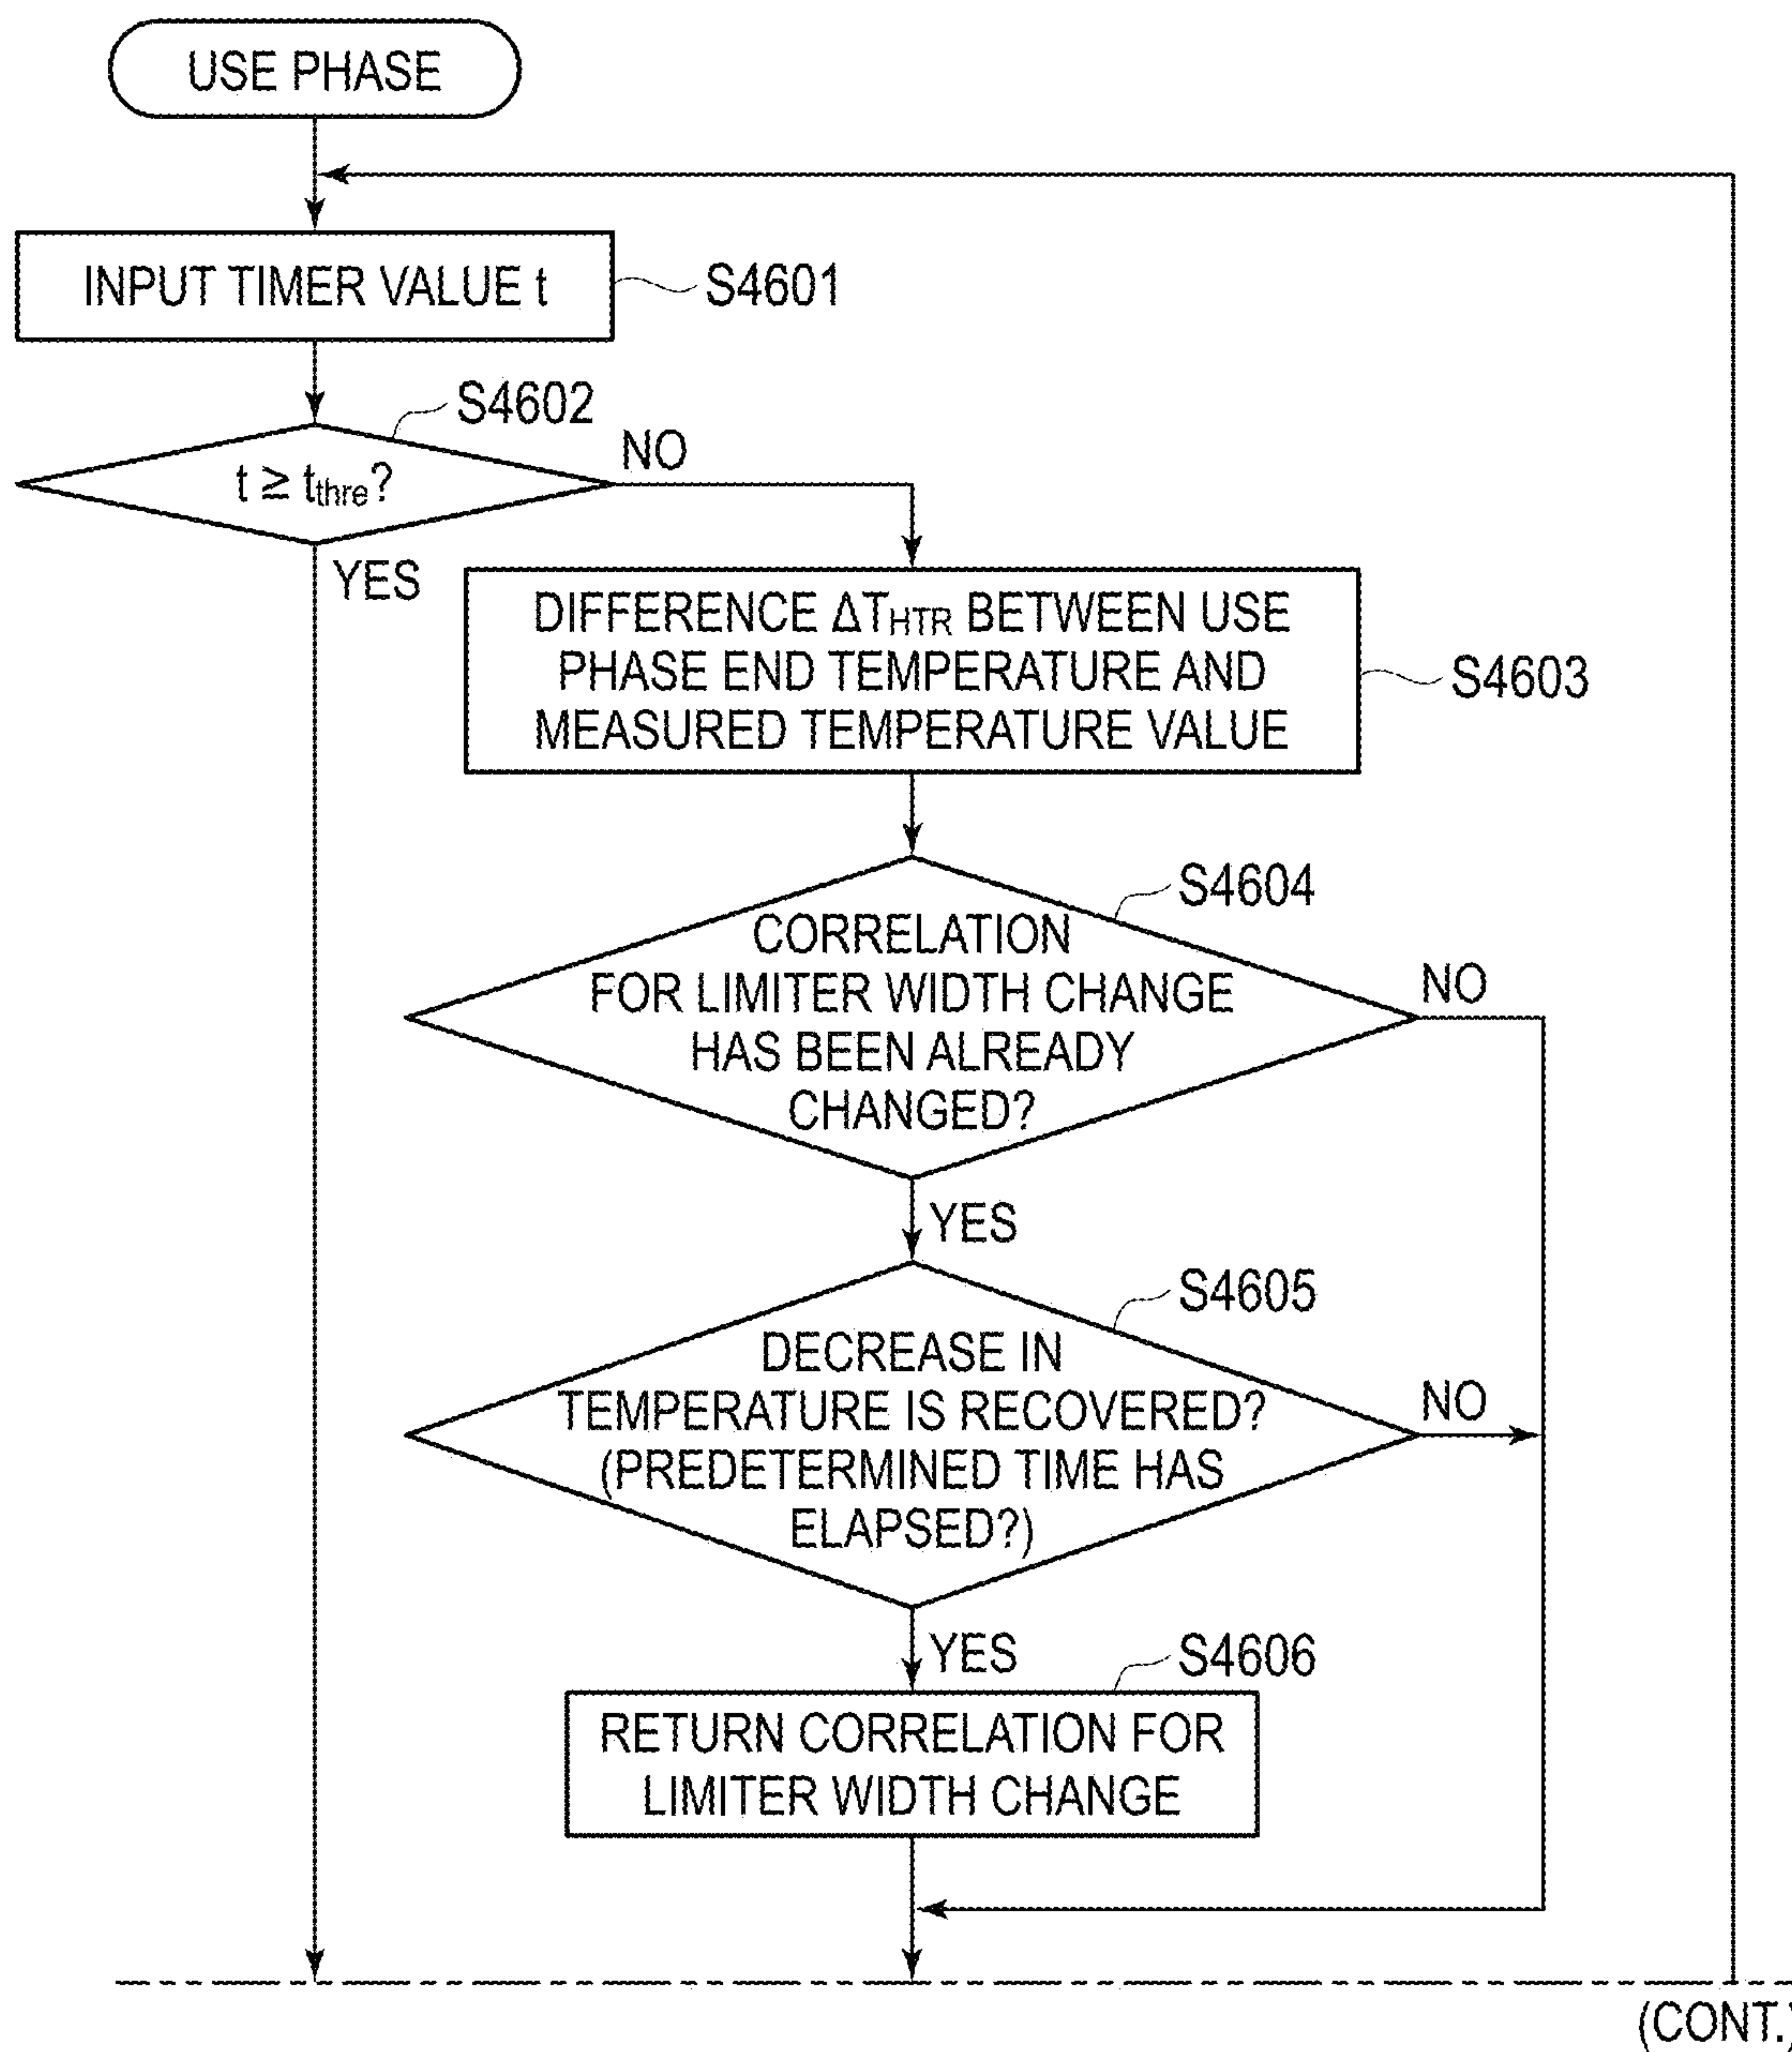 USE PHASE
INPUT TIMER VALUE t
S4601
S4602
t ≥ tthre?
NO
YES
DIFFERENCE ΔTHTR BETWEEN USE
PHASE END TEMPERATURE AND
MEASURED TEMPERATURE VALUE
S4603
S4604
CORRELATION
FOR LIMITER WIDTH CHANGE
HAS BEEN ALREADY
CHANGED?
NO
YES
S4605
DECREASE IN
TEMPERATURE IS RECOVERED?
(PREDETERMINED TIME HAS
ELAPSED?)
NO
YES
S4606
RETURN CORRELATION FOR
LIMITER WIDTH CHANGE
(CONT.)